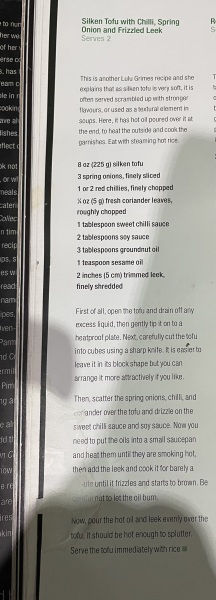 Silken Tofu with Chilli, Spring
Onion and Frizzled Leek
Serves 2
This is another Lulu Grimes recipe and she
explains that as silken tofu is very soft, it is
often served scrambled up with stronger
flavours, or used as a textural element in
soups. Here, it has hot oil poured over it at
the end, to heat the outside and cook the
garnishes. Eat with steaming hot rice.
8 oz (225 g) silken tofu
3 spring onions, finely sliced
1 or 2 red chillies, finely chopped
¼ oz (5 g) fresh coriander leaves,
roughly chopped
1 tablespoon sweet chilli sauce
2 tablespoons soy sauce
3 tablespoons groundnut oil
1 teaspoon sesame oil
2 inches (5 cm) trimmed leek,
finely shredded
First of all, open the tofu and drain off any
excess liquid, then gently tip it on to a
heatproof plate. Next, carefully cut the tofu
into cubes using a sharp knife. It is easier to
leave it in its block shape but you can
arrange it more attractively if you like.
Then, scatter the spring onions, chilli, and
over the tofu and drizzle on the
sweet chilli sauce and soy sauce. Now you
need to put the oils into a small saucepan
and heat them until they are smoking hot,
then add the leek and cook it for barely a
until it frizzles and starts to brown. Be
not to let the oil burn.
Now, pour the hot oil and leek evenly over the
tofu. It should be hot enough to splutter.
Serve the tofu immediately with rice